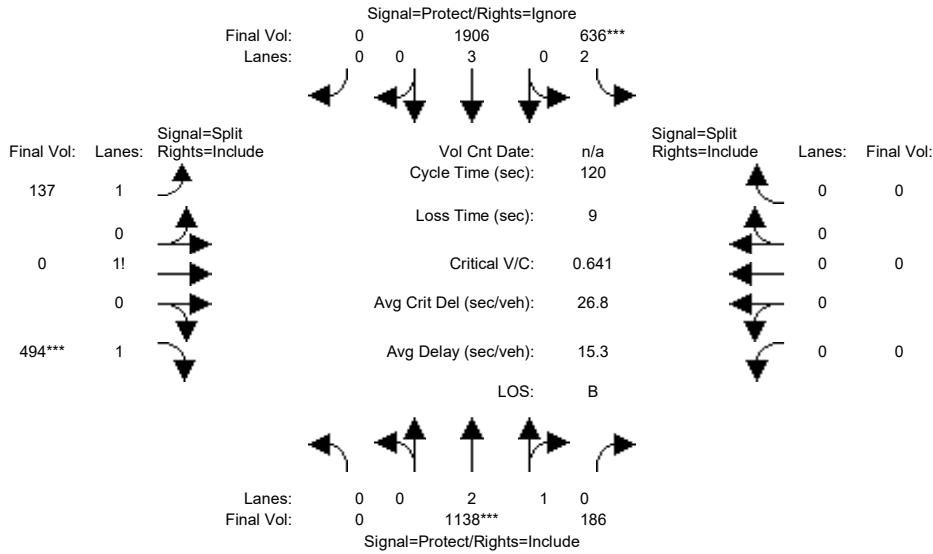 Signal=Protect/Rights=Ignore
Final Vol: 0 1906 636***
Lanes: 0 0 3 0 2
Signal=Split
Final Vol: Lanes: Rights=Include
Vol Cnt Date: n/a
Signal=Split
Rights=Include Lanes: Final Vol:
Cycle Time (sec): 120
137 1
0 0
Loss Time (sec): 9
0
0
0 1!
Critical V/C: 0.641
0 0
0
Avg Crit Del (sec/veh): 26.8
0
494*** 1
Avg Delay (sec/veh): 15.3
0 0
LOS: B
Lanes: 0 0 2 1 0
Final Vol: 0 1138*** 186
Signal=Protect/Rights=Include